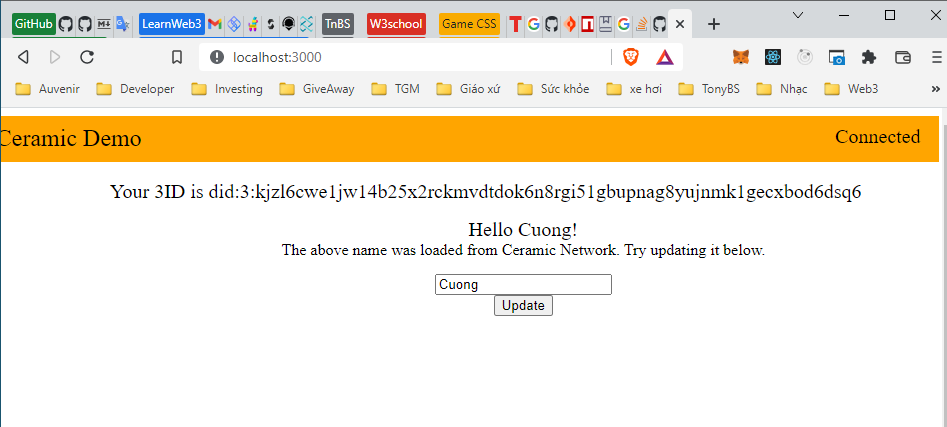 GitHub LearnWeb3 TnBS W3school Game CSS
localhost:3000
Auvenir Developer Investing GiveAway TGM Giáo xứ Sức khỏe xe hơi TonyBS Nhạc Web3 »
Ceramic Demo Connected
Your 3ID is did:3:kjzl6cwe1jw14b25x2rckmvdtdok6n8rgi51gbupnag8yujnmk1gecxbod6dsq6
Hello Cuong!
The above name was loaded from Ceramic Network. Try updating it below.
Cuong
Update